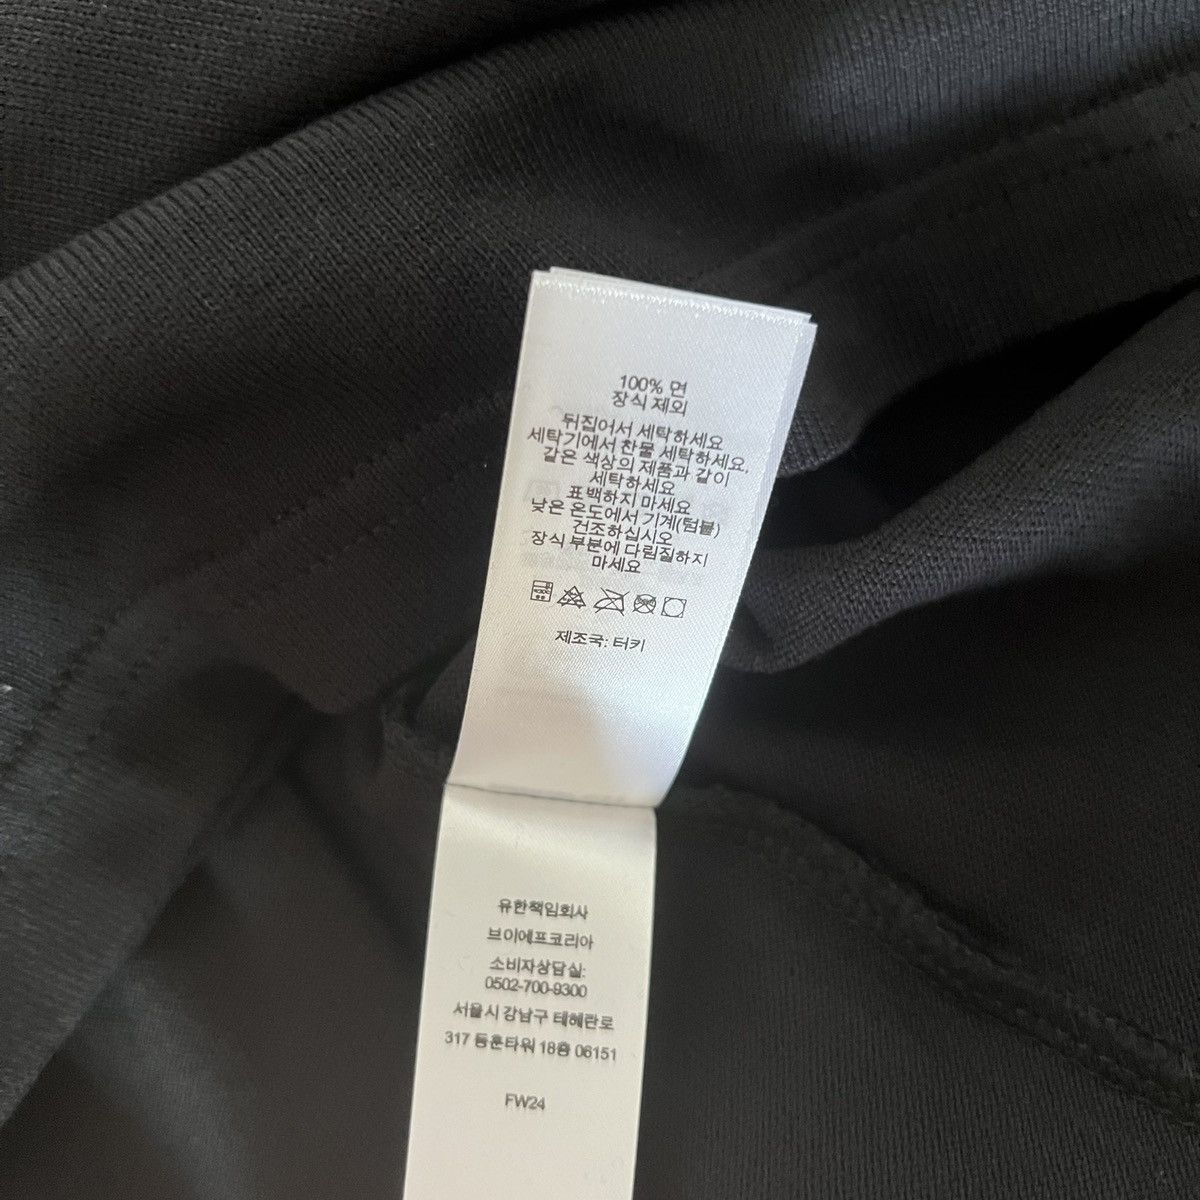 100% 면
장식 제외
뒤집어서 세탁하세요
세탁기에서 찬물 세탁하세요.
같은 색상의 제품과 같이
세탁하세요
표백하지 마세요
낮은 온도에서 기계(텀블)
건조하십시오
장식 부분에 다림질하지
마세요
제조국: 터키
유한책임회사
브이에프코리아
소비자상담실:
0502-700-9300
서울시 강남구 테헤란로
317 동훈타워 18층 06151
FW24